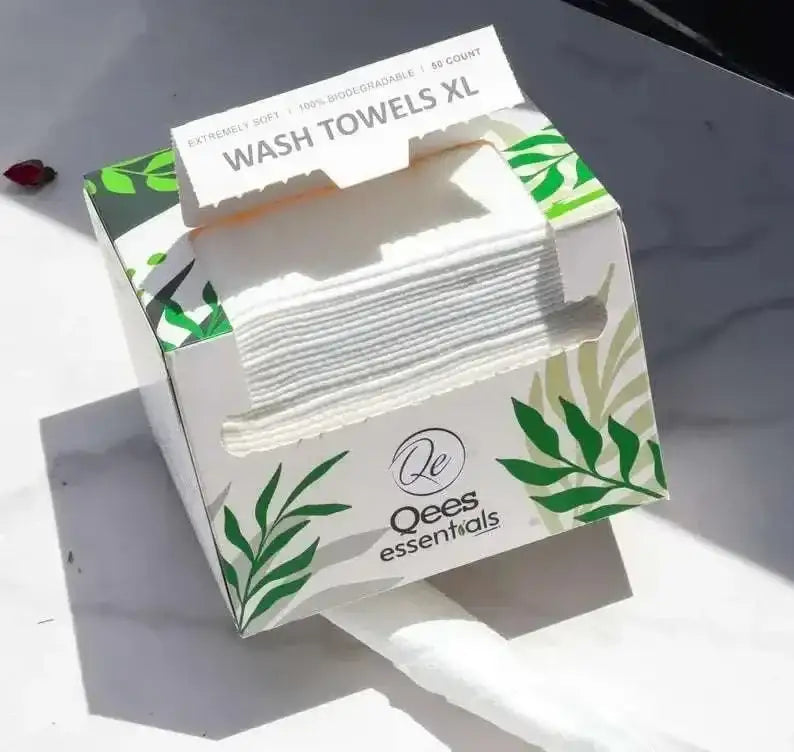 EXTREMELY SOFT | 100% BIODEGRADABLE | 50 COUNT
WASH TOWELS XL
Qe
Qees
essentials